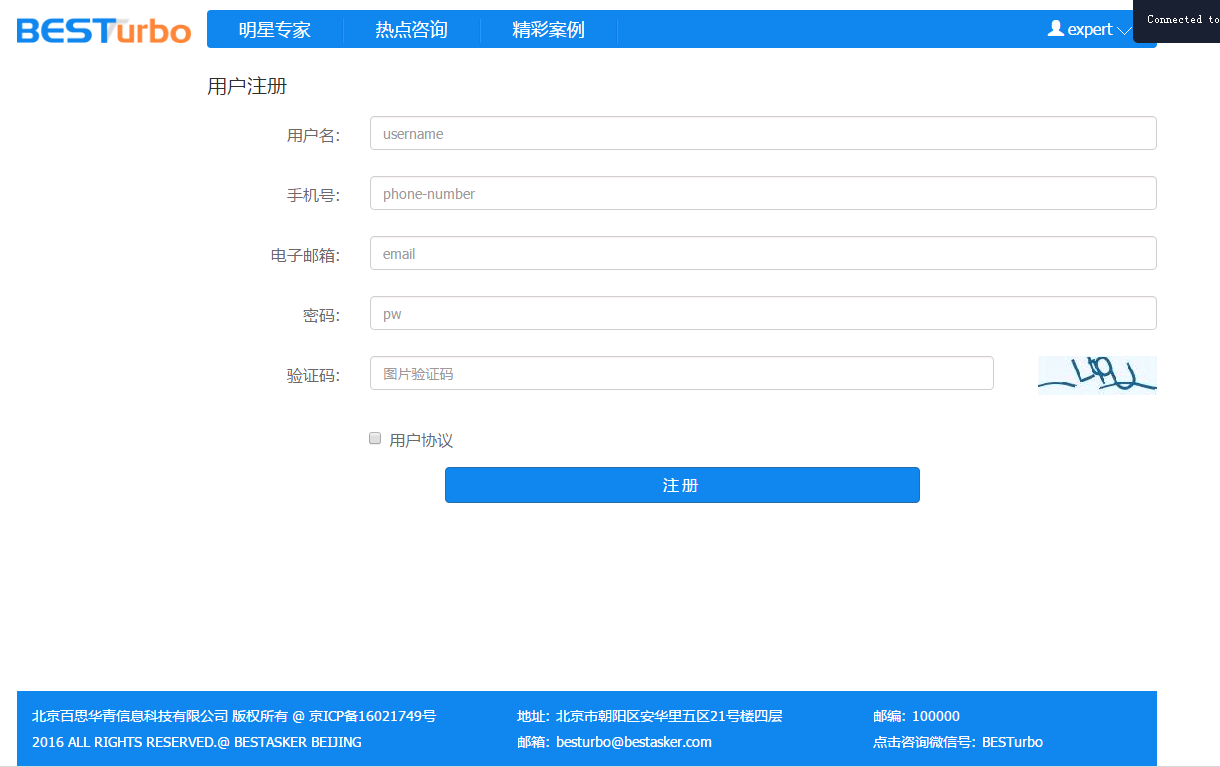 BESTurbo 明星专家 热点咨询 精彩案例 expert Connected to
用户注册
用户名: username
手机号: phone-number
电子邮箱: email
密码: pw
验证码: 图片验证码
用户协议
注册
北京百思华青信息科技有限公司 版权所有 @ 京ICP备16021749号 地址: 北京市朝阳区安华里五区21号楼四层 邮编: 100000
2016 ALL RIGHTS RESERVED.@ BESTASKER BEIJING 邮箱: besturbo@bestasker.com 点击咨询微信号: BESTurbo